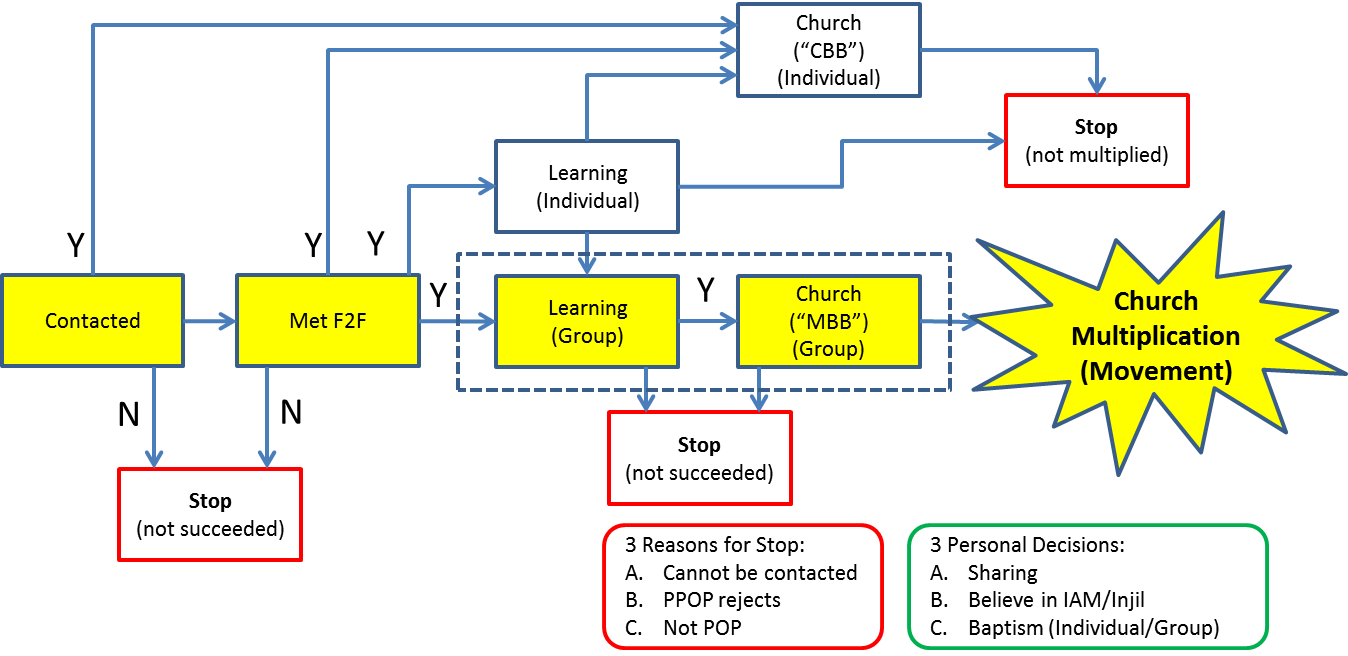 Church
(“CBB”)
(Individual)
Stop
(not multiplied)
Learning
(Individual)
Y
Y
Y
Y
Y
Contacted
Met F2F
Learning
(Group)
Church
(“MBB”)
(Group)
Church
Multiplication
(Movement)
N
N
Stop
(not succeeded)
Stop
(not succeeded)
3 Reasons for Stop:
A. Cannot be contacted
B. PPOP rejects
C. Not POP
3 Personal Decisions:
A. Sharing
B. Believe in IAM/Injil
C. Baptism (Individual/Group)